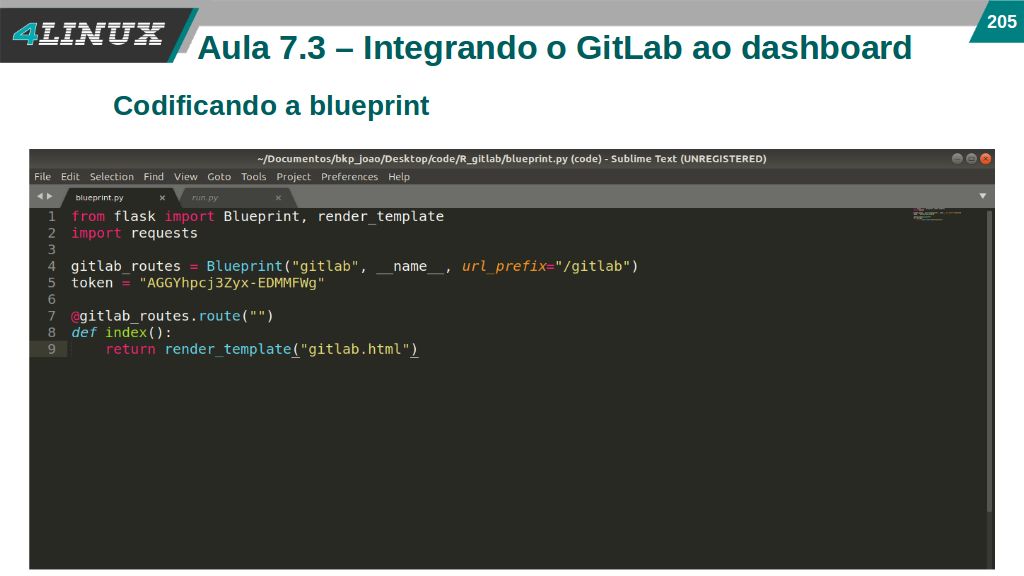 4LINUX
205
Aula 7.3 – Integrando o GitLab ao dashboard
Codificando a blueprint
~/Documentos/bkp_joao/Desktop/code/R_gitlab/blueprint.py (code) - Sublime Text (UNREGISTERED)
File Edit Selection Find View Goto Tools Project Preferences Help
blueprint.py × run.py ×
1 from flask import Blueprint, render_template
2 import requests
3
4 gitlab_routes = Blueprint("gitlab", __name__, url_prefix="/gitlab")
5 token = "AGGYhpcj3Zyx-EDMMFWg"
6
7 @gitlab_routes.route("")
8 def index():
9     return render_template("gitlab.html")